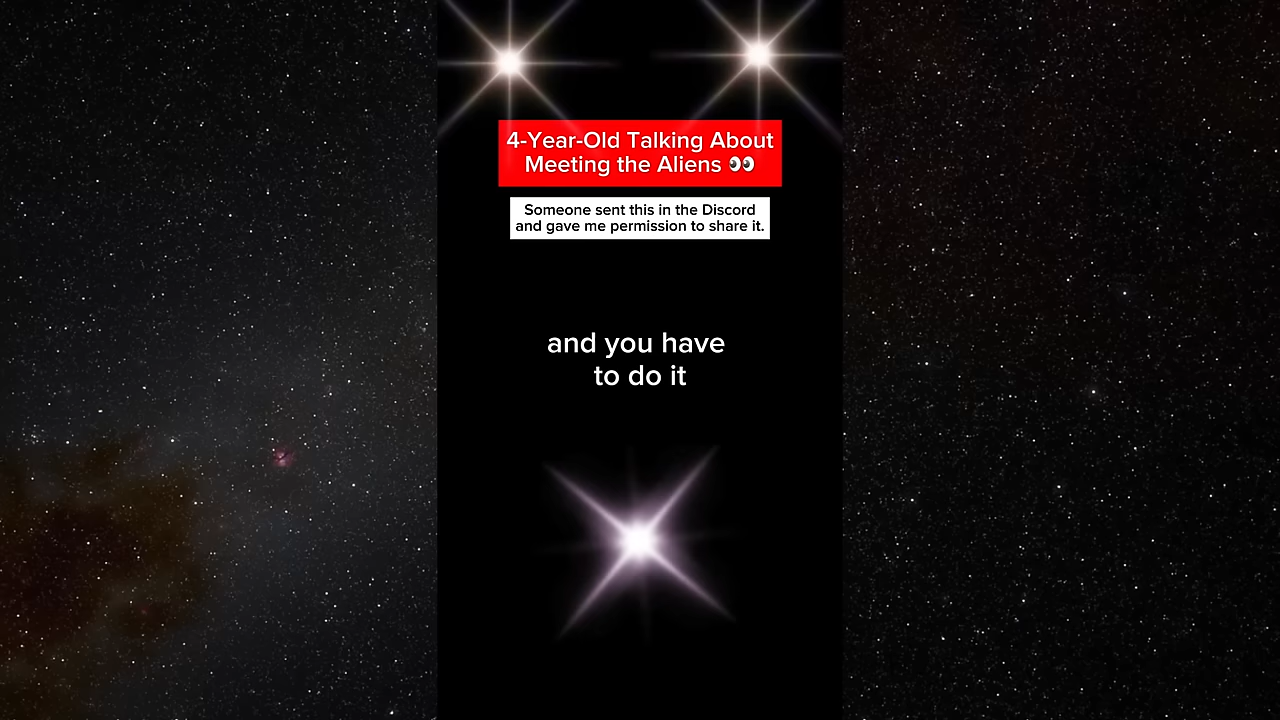 4-Year-Old Talking About
Meeting the Aliens 👀
Someone sent this in the Discord
and gave me permission to share it.
and you have
to do it